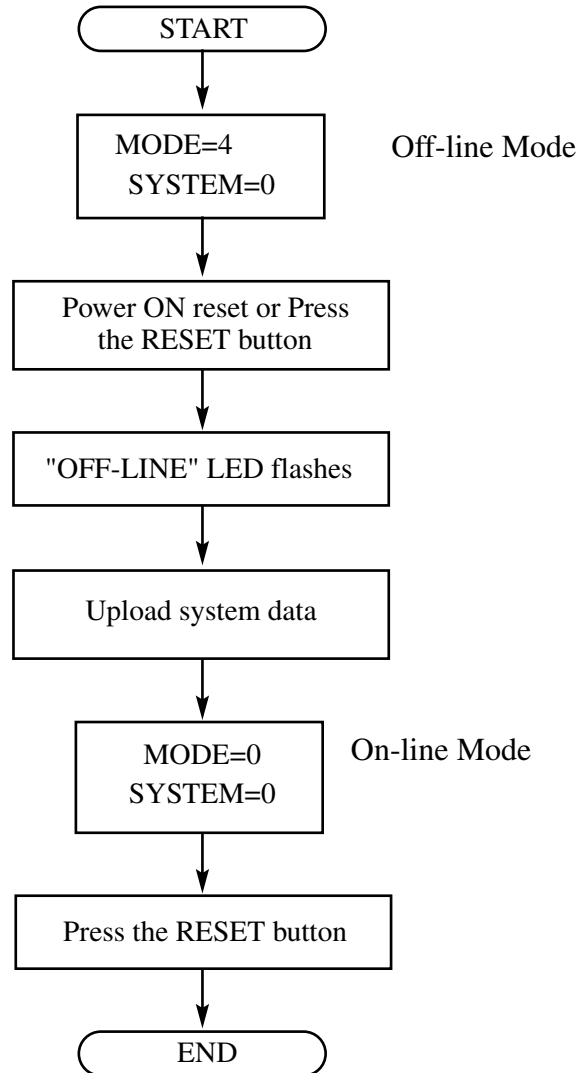 START
MODE=4
SYSTEM=0
Off-line Mode
Power ON reset or Press
the RESET button
"OFF-LINE" LED flashes
Upload system data
MODE=0
SYSTEM=0
On-line Mode
Press the RESET button
END